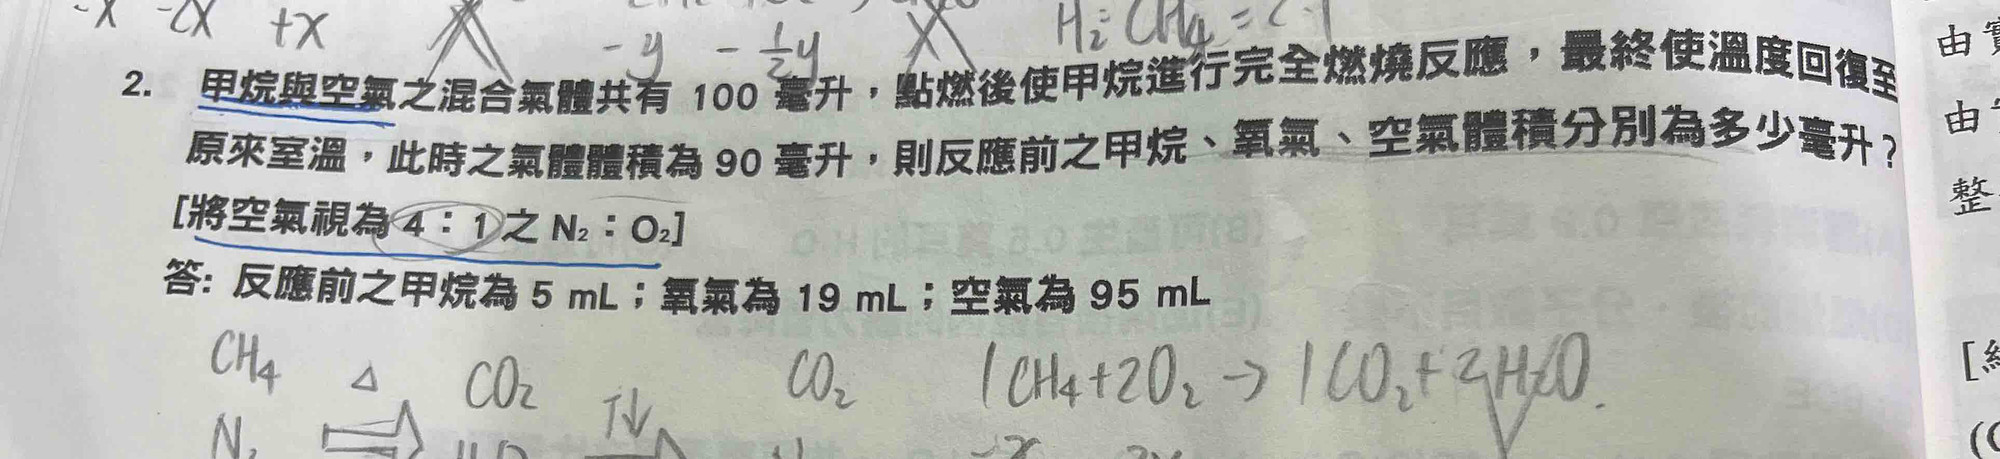 -x -2x +x
-y -½y H₂:CH₄=2:1
2. 甲烷與空氣之混合氣體共有 100 毫升,點燃後使甲烷進行完全燃燒反應,最終使溫度回復至
原來室溫,此時之氣體體積為 90 毫升,則反應前之甲烷、氧氣、空氣體積分別為多少毫升?
[將空氣視為 4:1 之 N₂:O₂]
答: 反應前之甲烷為 5 mL;氧氣為 19 mL;空氣為 95 mL
CH₄ △ CO₂ T↓ CO₂ 1CH₄+2O₂→1CO₂+2H₂O.
N₂ -x
由
由
整